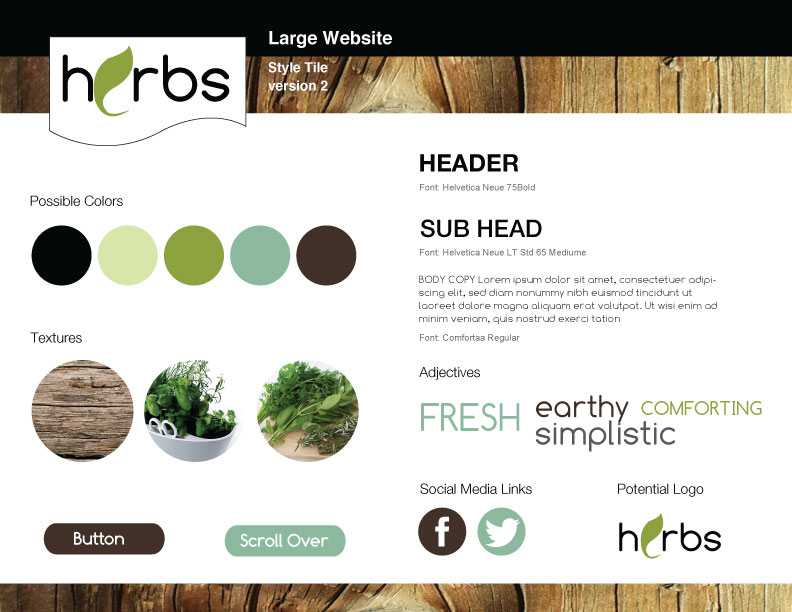 Large Website
herbs
Style Tile
version 2
Possible Colors
Textures
Button
Scroll Over
HEADER
Font: Helvetica Neue 75Bold
SUB HEAD
Font: Helvetica Neue LT Std 65 Mediume
BODY COPY Lorem ipsum dolor sit amet, consectetuer adipi-
scing elit, sed diam nonummy nibh euismod tincidunt ut
laoreet dolore magna aliquam erat volutpat. Ut wisi enim ad
minim veniam, quis nostrud exerci tation
Font: Comfortaa Regular
Adjectives
FRESH earthy COMFORTING
simplistic
Social Media Links
f
Potential Logo
herbs